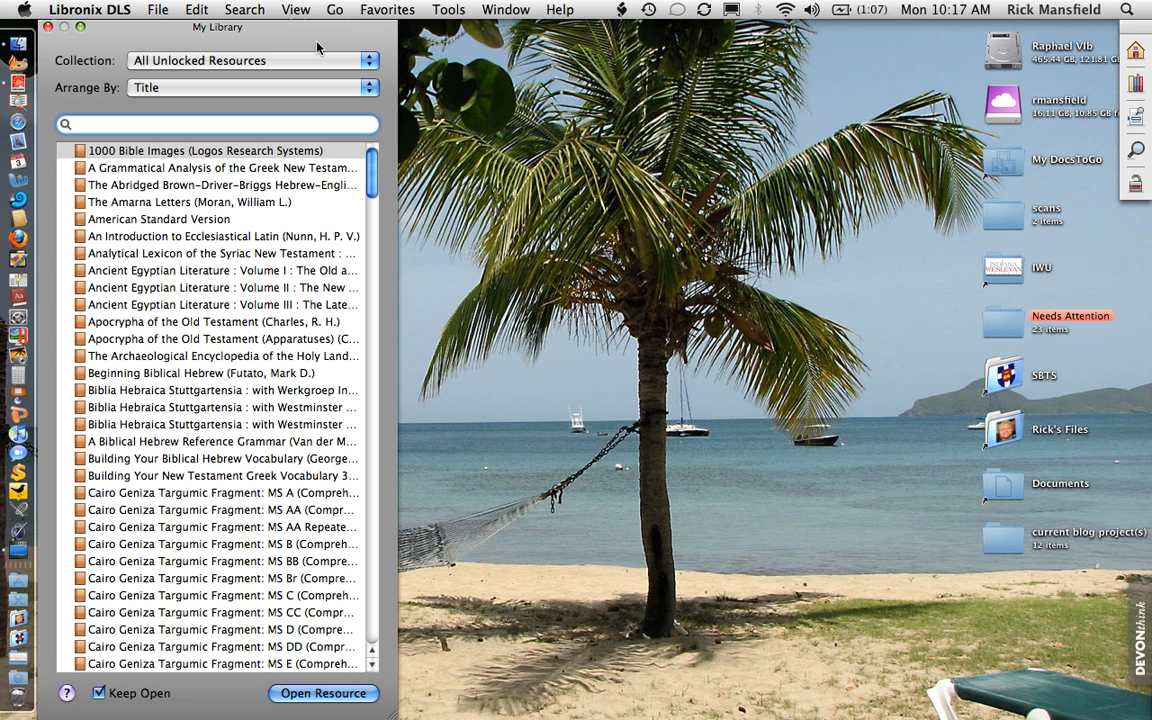 Libronix DLS File Edit Search View Go Favorites Tools Window Help (1:07) Mon 10:17 AM Rick Mansfield
My Library
Collection: All Unlocked Resources
Arrange By: Title
1000 Bible Images (Logos Research Systems)
A Grammatical Analysis of the Greek New Testam...
The Abridged Brown-Driver-Briggs Hebrew-Engli...
The Amarna Letters (Moran, William L.)
American Standard Version
An Introduction to Ecclesiastical Latin (Nunn, H. P. V.)
Analytical Lexicon of the Syriac New Testament : ...
Ancient Egyptian Literature : Volume I : The Old a...
Ancient Egyptian Literature : Volume II : The New ...
Ancient Egyptian Literature : Volume III : The Late...
Apocrypha of the Old Testament (Charles, R. H.)
Apocrypha of the Old Testament (Apparatuses) (C...
The Archaeological Encyclopedia of the Holy Land...
Beginning Biblical Hebrew (Futato, Mark D.)
Biblia Hebraica Stuttgartensia : with Werkgroep In...
Biblia Hebraica Stuttgartensia : with Westminster ...
Biblia Hebraica Stuttgartensia : with Westminster ...
A Biblical Hebrew Reference Grammar (Van der M...
Building Your Biblical Hebrew Vocabulary (George...
Building Your New Testament Greek Vocabulary 3...
Cairo Geniza Targumic Fragment: MS A (Compreh...
Cairo Geniza Targumic Fragment: MS AA (Compr...
Cairo Geniza Targumic Fragment: MS AA Repeate...
Cairo Geniza Targumic Fragment: MS B (Compreh...
Cairo Geniza Targumic Fragment: MS BB (Compre...
Cairo Geniza Targumic Fragment: MS Br (Compre...
Cairo Geniza Targumic Fragment: MS C (Compreh...
Cairo Geniza Targumic Fragment: MS CC (Compr...
Cairo Geniza Targumic Fragment: MS D (Compre...
Cairo Geniza Targumic Fragment: MS DD (Compr...
Cairo Geniza Targumic Fragment: MS E (Compreh...
? Keep Open Open Resource
Raphael VIb
465.44 GB, 121.81 G
rmansfield
16.11 GB, 10.85 GB f
My DocsToGo
scans
2 items
INDIANA
WESLEYAN
IWU
Needs Attention
23 items
SBTS
Rick's Files
Documents
current blog project(s)
12 items
DEVONthink